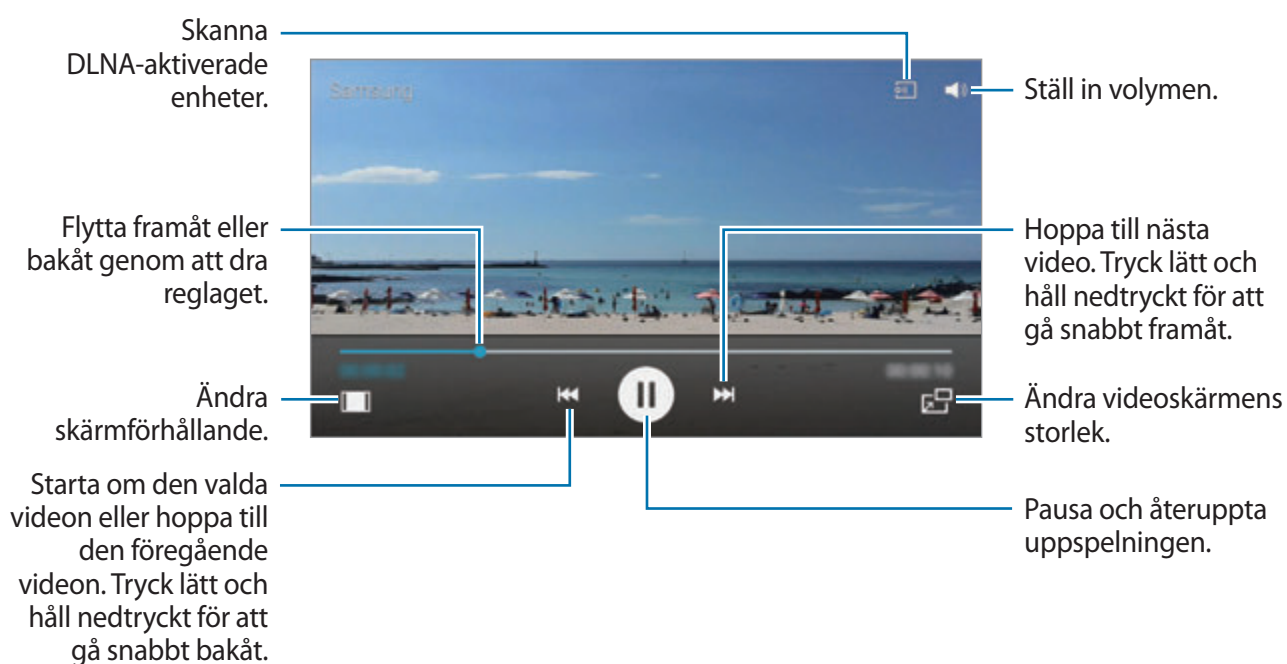 Skanna
DLNA-aktiverade
enheter.
Samsung
Ställ in volymen.
Flytta framåt eller
bakåt genom att dra
reglaget.
Hoppa till nästa
video. Tryck lätt och
håll nedtryckt för att
gå snabbt framåt.
Ändra
skärmförhållande.
Ändra videoskärmens
storlek.
Starta om den valda
videon eller hoppa till
den föregående
videon. Tryck lätt och
håll nedtryckt för att
gå snabbt bakåt.
Pausa och återuppta
uppspelningen.